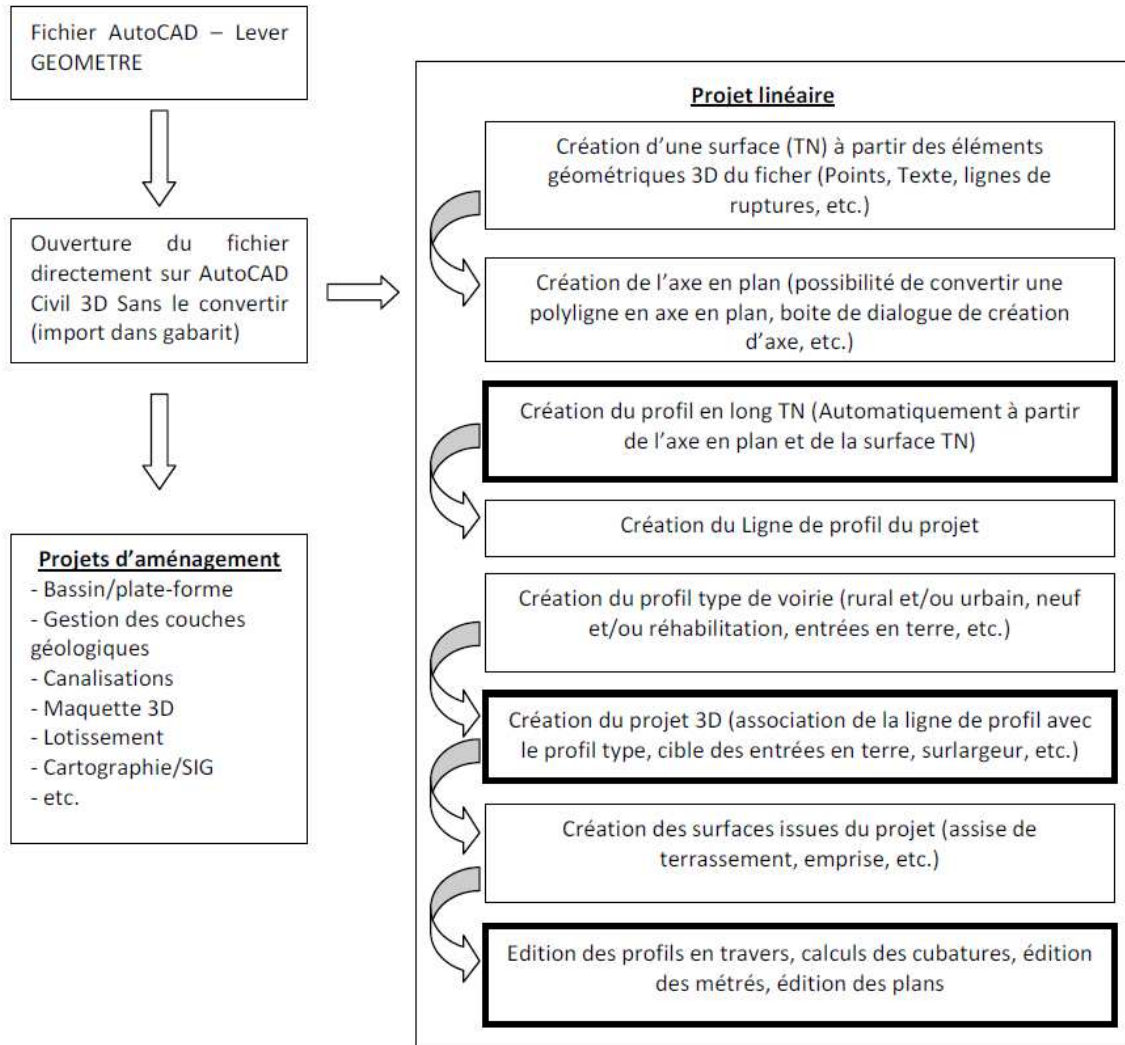 Fichier AutoCAD – Lever
GEOMETRE
Ouverture du fichier
directement sur AutoCAD
Civil 3D Sans le convertir
(import dans gabarit)
Projets d’aménagement
- Bassin/plate-forme
- Gestion des couches
géologiques
- Canalisations
- Maquette 3D
- Lotissement
- Cartographie/SIG
- etc.
Projet linéaire
Création d’une surface (TN) à partir des éléments
géométriques 3D du ficher (Points, Texte, lignes de
ruptures, etc.)
Création de l’axe en plan (possibilité de convertir une
polyligne en axe en plan, boite de dialogue de création
d’axe, etc.)
Création du profil en long TN (Automatiquement à partir
de l’axe en plan et de la surface TN)
Création du Ligne de profil du projet
Création du profil type de voirie (rural et/ou urbain, neuf
et/ou réhabilitation, entrées en terre, etc.)
Création du projet 3D (association de la ligne de profil avec
le profil type, cible des entrées en terre, surlargeur, etc.)
Création des surfaces issues du projet (assise de
terrassement, emprise, etc.)
Edition des profils en travers, calculs des cubatures, édition
des métrés, édition des plans